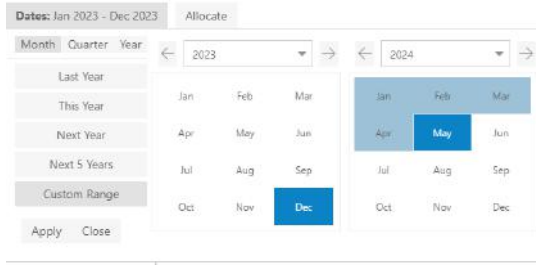 Dates: Jan 2023 - Dec 2023 Allocate
Month Quarter Year
2023
2024
Last Year
This Year
Next Year
Next 5 Years
Custom Range
Apply Close
Jan Feb Mar
Apr May Jun
Jul Aug Sep
Oct Nov Dec
Jan Feb Mar
Apr May Jun
Jul Aug Sep
Oct Nov Dec